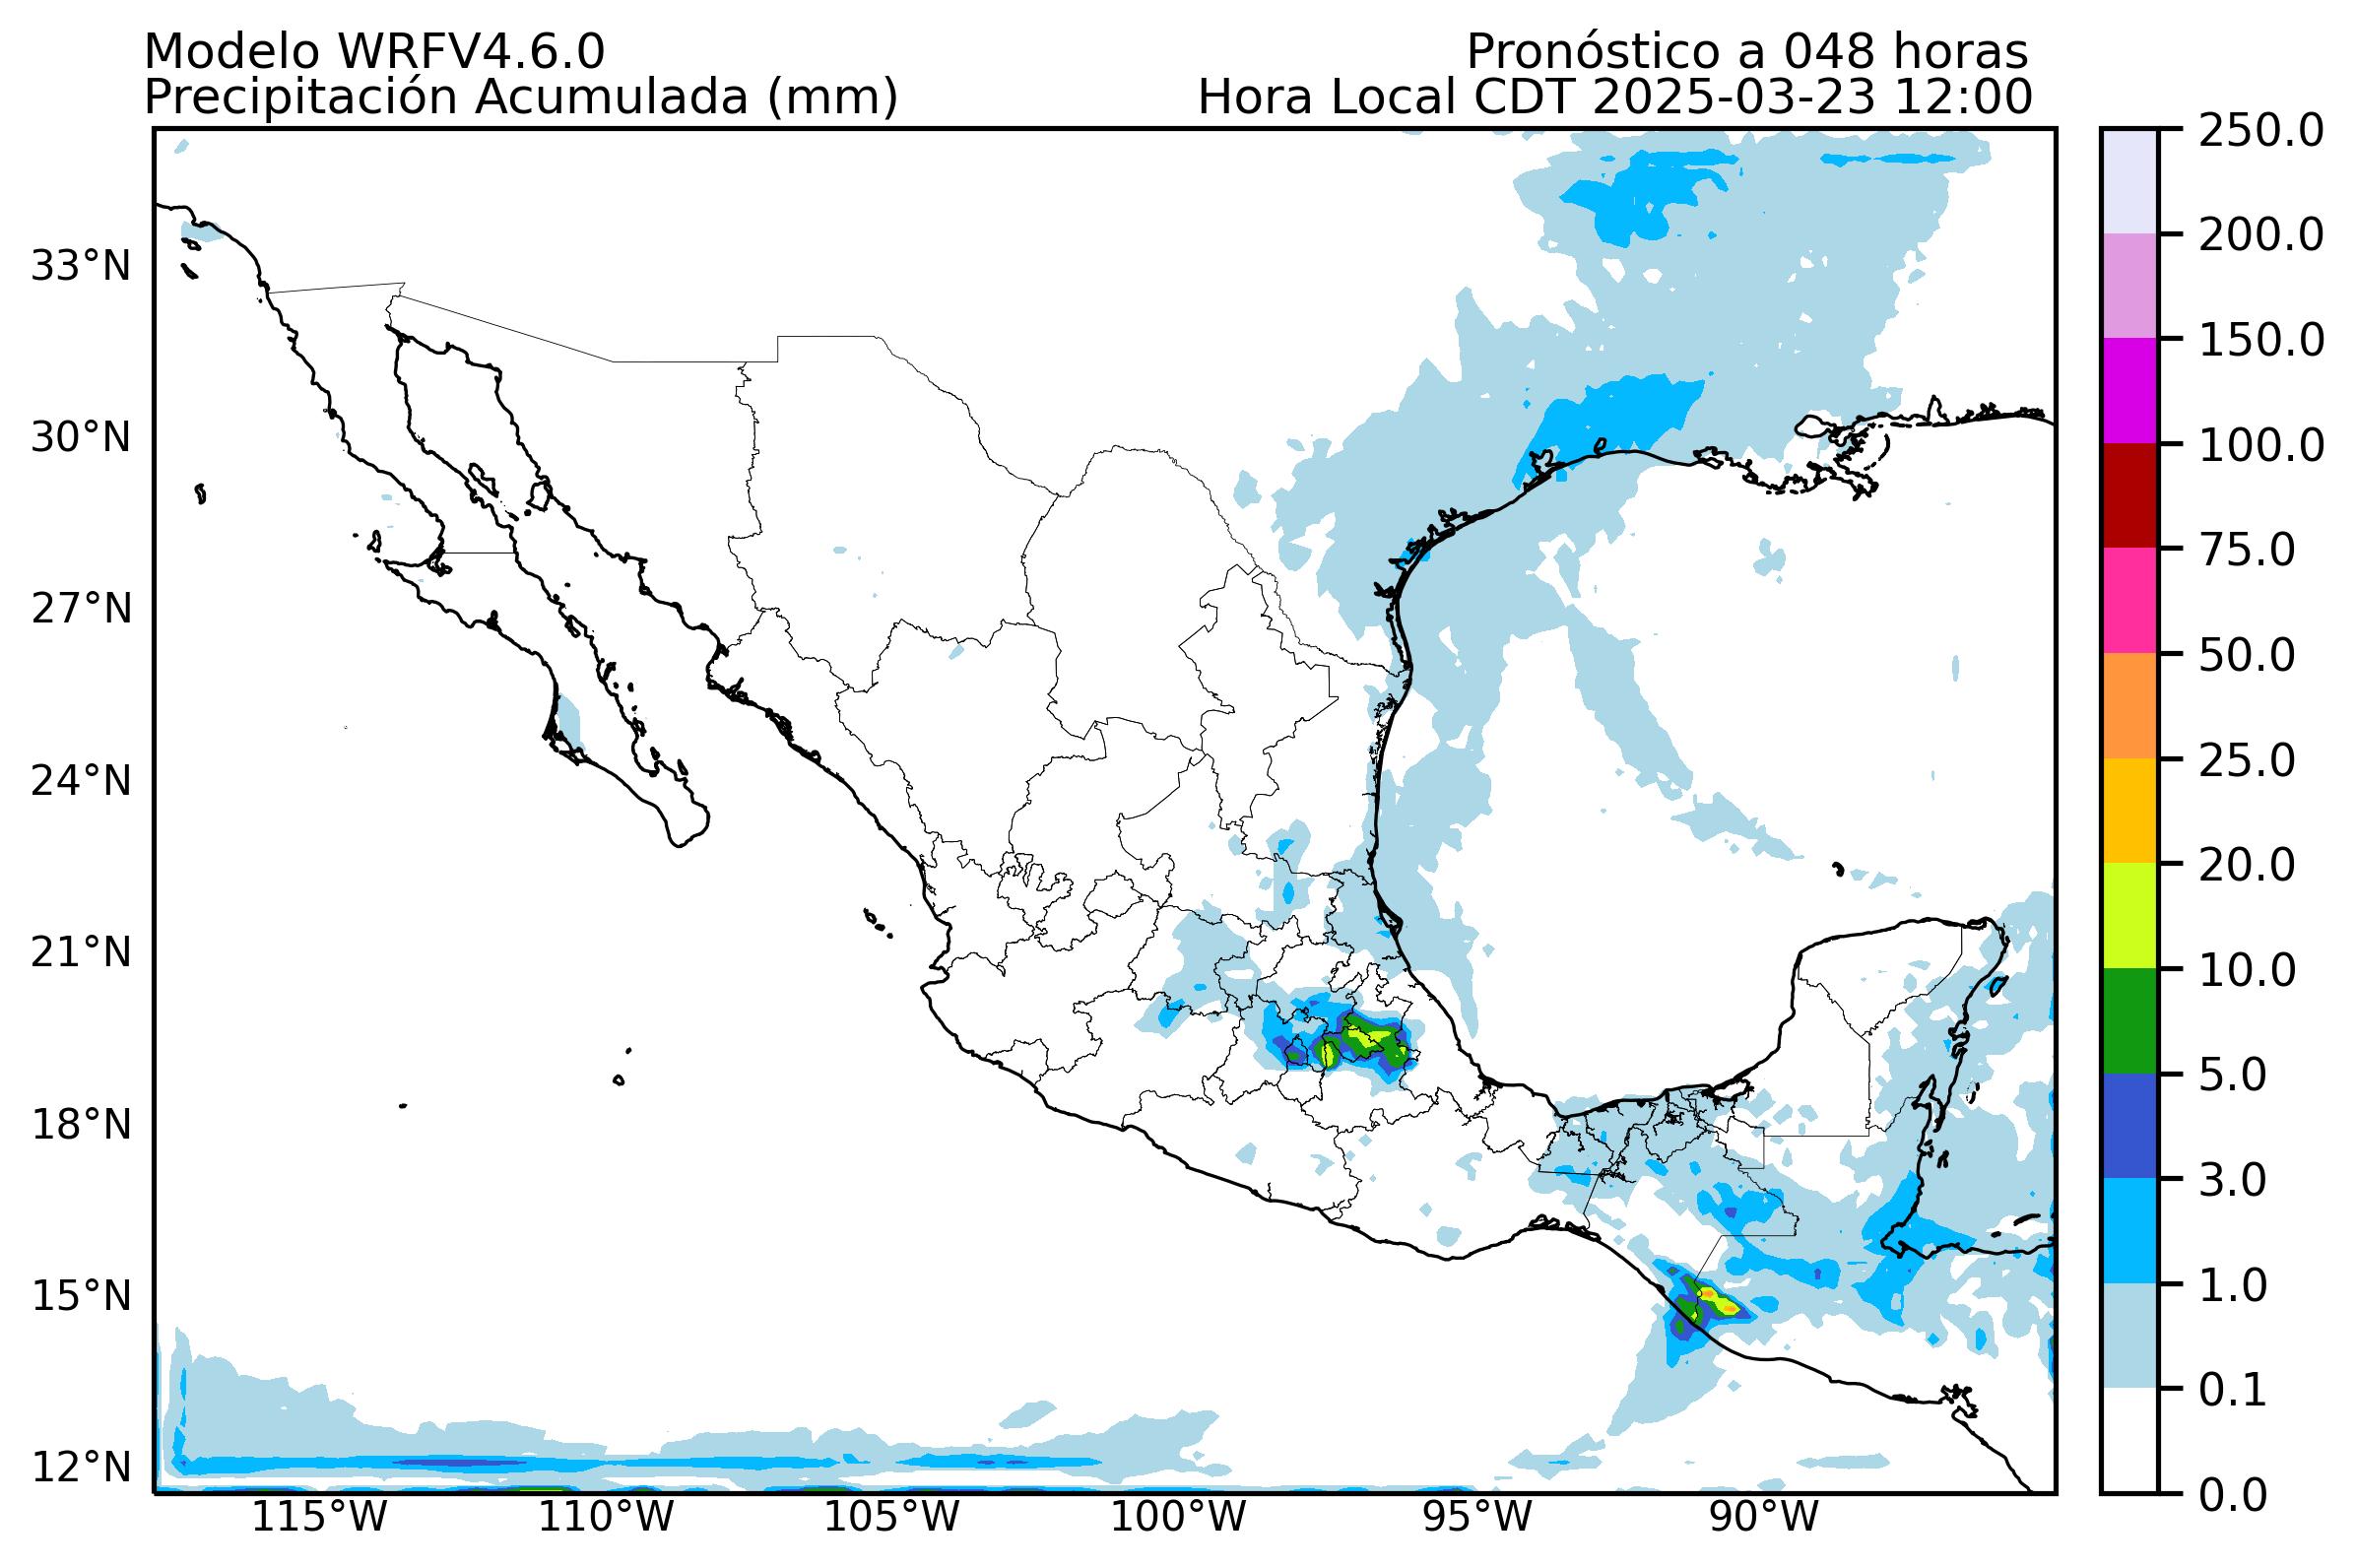 Modelo WRFV4.6.0
Pronóstico a 048 horas
Precipitación Acumulada (mm)
Hora Local CDT 2025-03-23 12:00
33°N
30°N
27°N
24°N
21°N
18°N
15°N
12°N
115°W
110°W
105°W
100°W
95°W
90°W
250.0
200.0
150.0
100.0
75.0
50.0
25.0
20.0
10.0
5.0
3.0
1.0
0.1
0.0